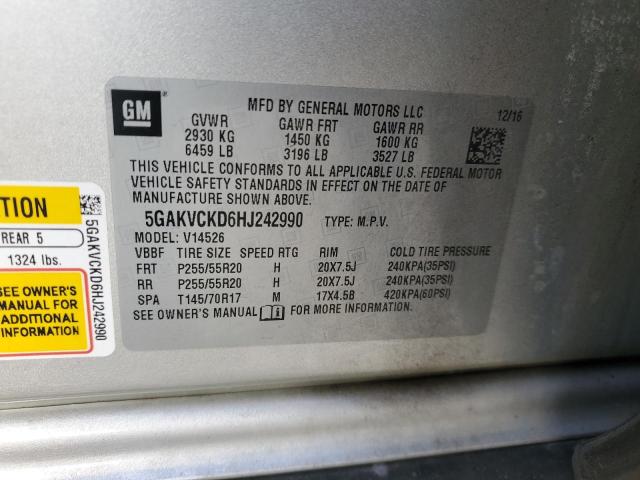 GM
MFD BY GENERAL MOTORS LLC 12/16
GVWR GAWR FRT GAWR RR
2930 KG 1450 KG 1600 KG
6459 LB 3196 LB 3527 LB
THIS VEHICLE CONFORMS TO ALL APPLICABLE U.S. FEDERAL MOTOR
VEHICLE SAFETY STANDARDS IN EFFECT ON THE DATE OF
MANUFACTURE SHOWN ABOVE.
5GAKVCKD6HJ242990 TYPE: M.P.V.
MODEL: V14526
VBBF TIRE SIZE SPEED RTG RIM COLD TIRE PRESSURE
FRT P255/55R20 H 20X7.5J 240KPA(35PSI)
RR P255/55R20 H 20X7.5J 240KPA(35PSI)
SPA T145/70R17 M 17X4.5B 420KPA(60PSI)
SEE OWNER'S MANUAL FOR MORE INFORMATION.
TION
REAR 5
1324 lbs.
SEE OWNER'S
MANUAL FOR
ADDITIONAL
INFORMATION
5GAKVCKD6HJ242990